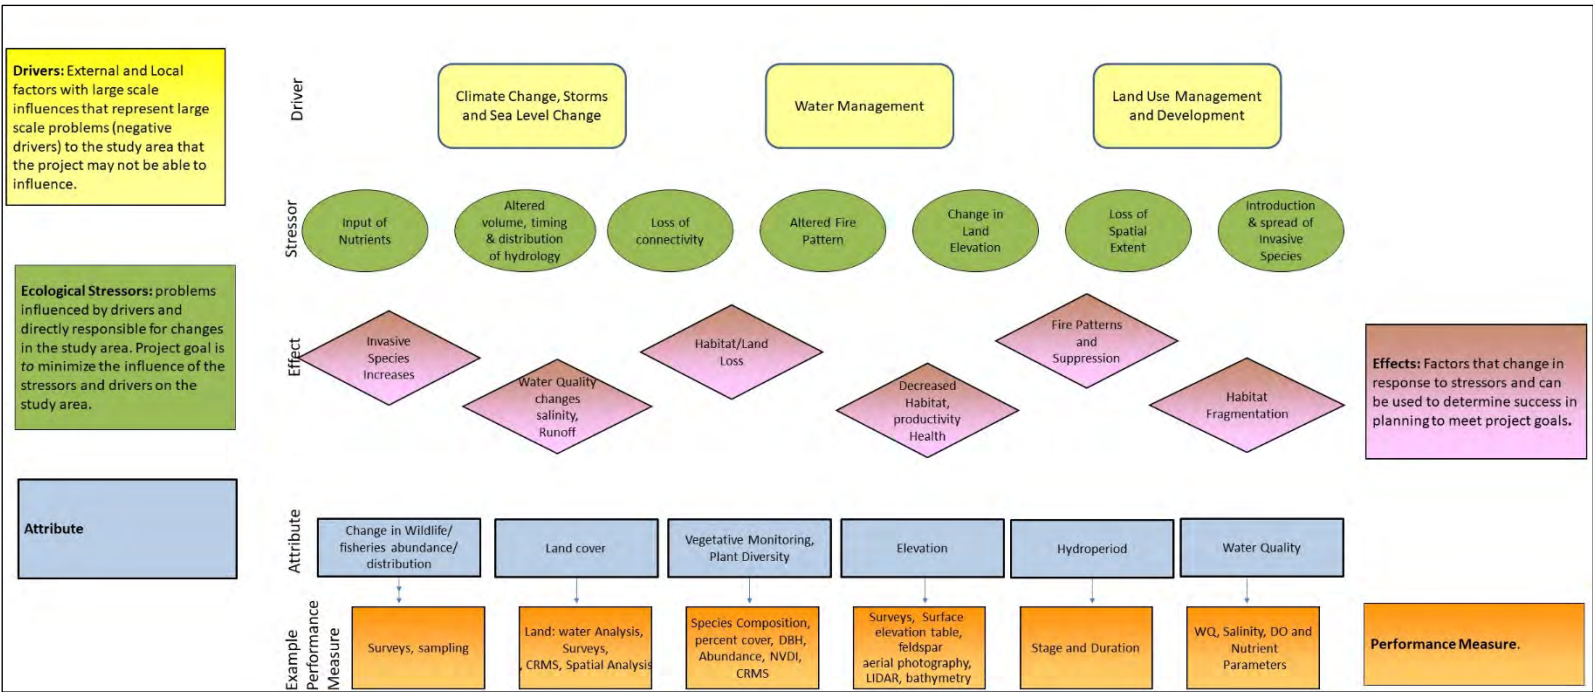 Drivers: External and Local
factors with large scale
influences that represent large
scale problems (negative
drivers) to the study area that
the project may not be able to
influence.
Driver
Climate Change, Storms
and Sea Level Change
Water Management
Land Use Management
and Development
Stressor
Input of
Nutrients
Altered
volume, timing
& distribution
of hydrology
Loss of
connectivity
Altered Fire
Pattern
Change in
Land
Elevation
Loss of
Spatial
Extent
Introduction
& spread of
Invasive
Species
Ecological Stressors: problems
influenced by drivers and
directly responsible for changes
in the study area. Project goal is
to minimize the influence of the
stressors and drivers on the
study area.
Effect
Invasive
Species
Increases
Water Quality
changes
salinity,
Runoff
Habitat/Land
Loss
Decreased
Habitat,
productivity
Health
Fire Patterns
and
Suppression
Habitat
Fragmentation
Effects: Factors that change in
response to stressors and can
be used to determine success in
planning to meet project goals.
Attribute
Attribute
Change in Wildlife/
fisheries abundance/
distribution
Land cover
Vegetative Monitoring,
Plant Diversity
Elevation
Hydroperiod
Water Quality
Example
Performance
Measure
Surveys, sampling
Land: water Analysis,
Surveys,
, CRMS, Spatial Analysis
Species Composition,
percent cover, DBH,
Abundance, NVDI,
CRMS
Surveys, Surface
elevation table,
feldspar
aerial photography,
LIDAR, bathymetry
Stage and Duration
WQ, Salinity, DO and
Nutrient
Parameters
Performance Measure.